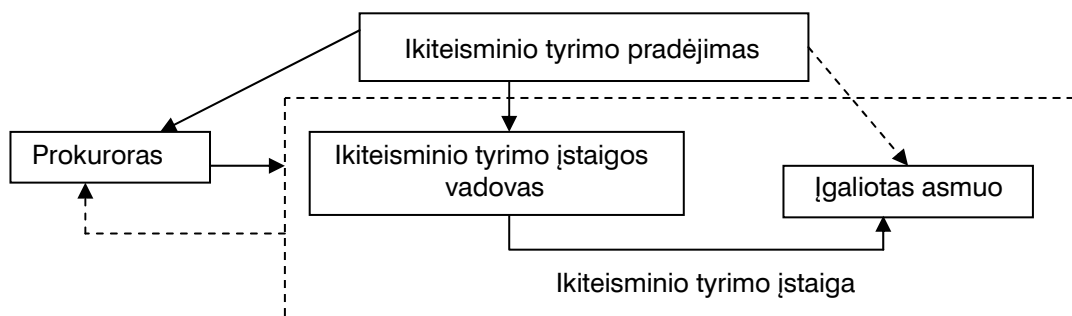 Ikiteisminio tyrimo pradėjimas
Prokuroras
Ikiteisminio tyrimo įstaigos
vadovas
Įgaliotas asmuo
Ikiteisminio tyrimo įstaiga